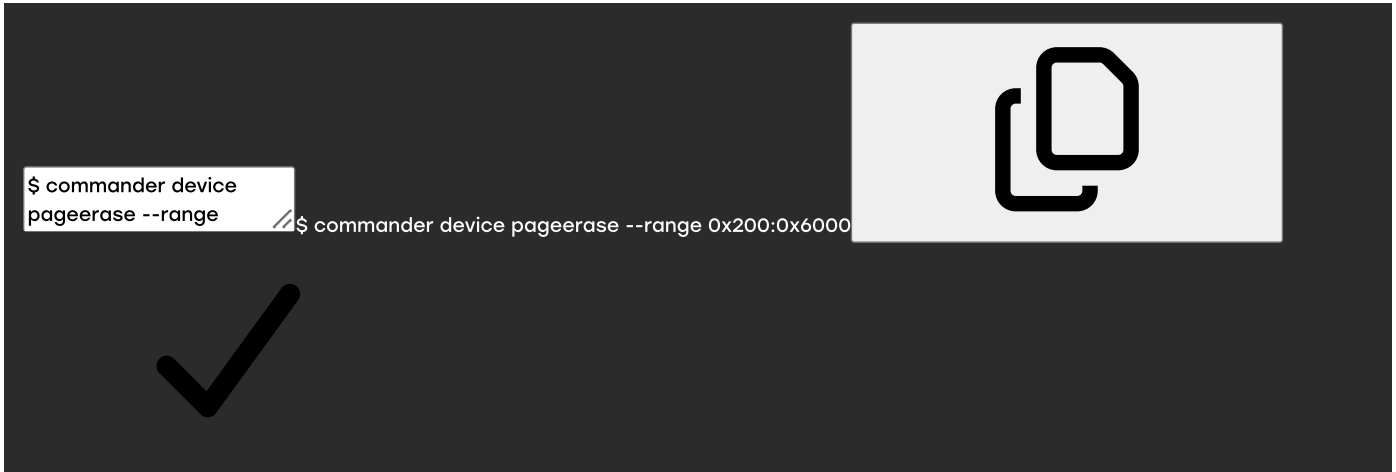 $ commander device
pageerase --range
$ commander device pageerase --range 0x200:0x6000